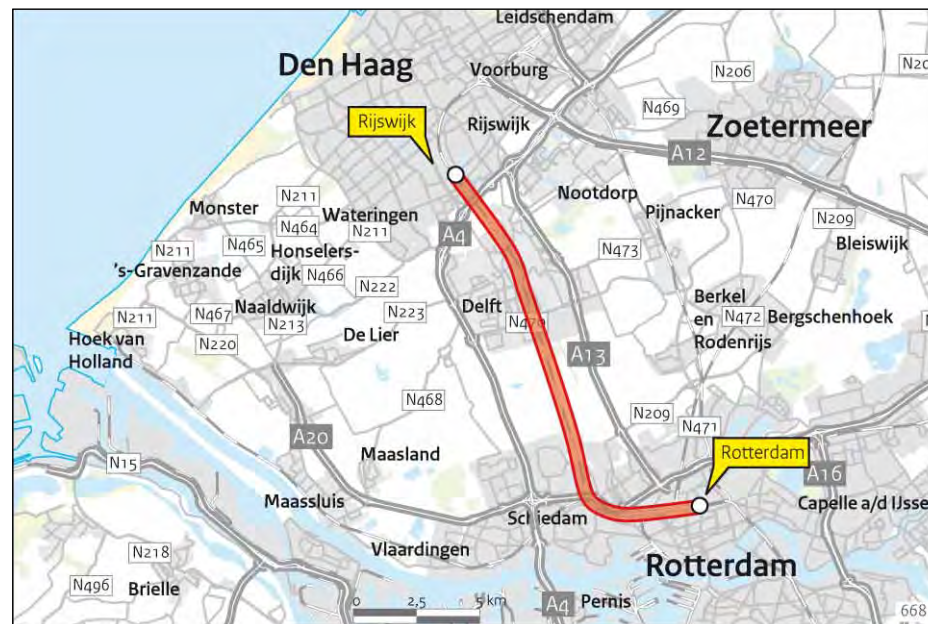 Leidschendam
Den Haag
Voorburg
N206
N469
Rijswijk
Rijswijk
Zoetermeer
A12
Nootdorp
N470
N211
Monster
Wateringen
Pijnacker
N464
N211
N209
N211
N465
A4
N473
Bleiswijk
Honselers-
dijk
's-Gravenzande
N466
N222
Berkel
en
Rodenrijs
N211
N467
Naaldwijk
N223
Delft
N472
Bergschenhoek
N213
De Lier
Hoek van
Holland
N220
A13
N468
N209
N471
A20
Rotterdam
Maasland
N15
A16
Maassluis
Schiedam
Capelle a/d IJsse
Vlaardingen
N218
Rotterdam
N496
Brielle
0 2,5 5 km
A4
Pernis
668